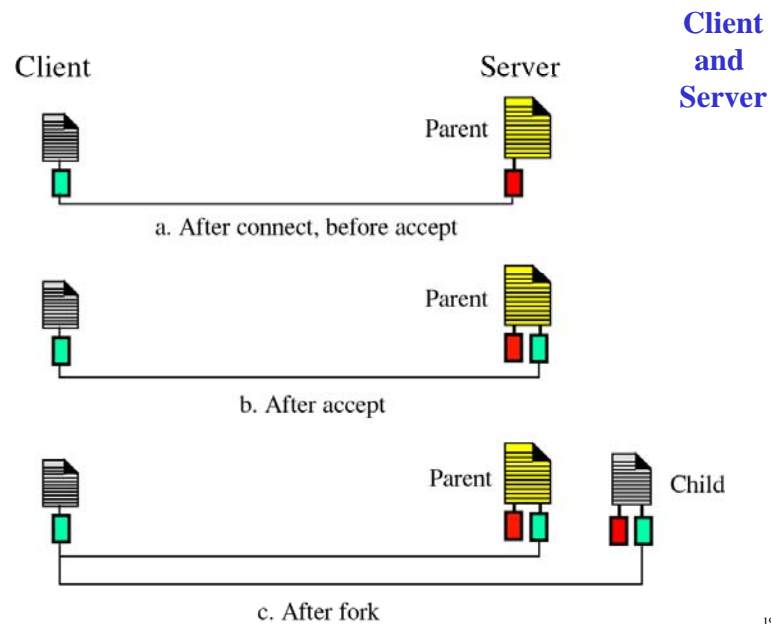 Client
and
Server
Client
Server
Parent
a. After connect, before accept
Parent
b. After accept
Parent
Child
c. After fork